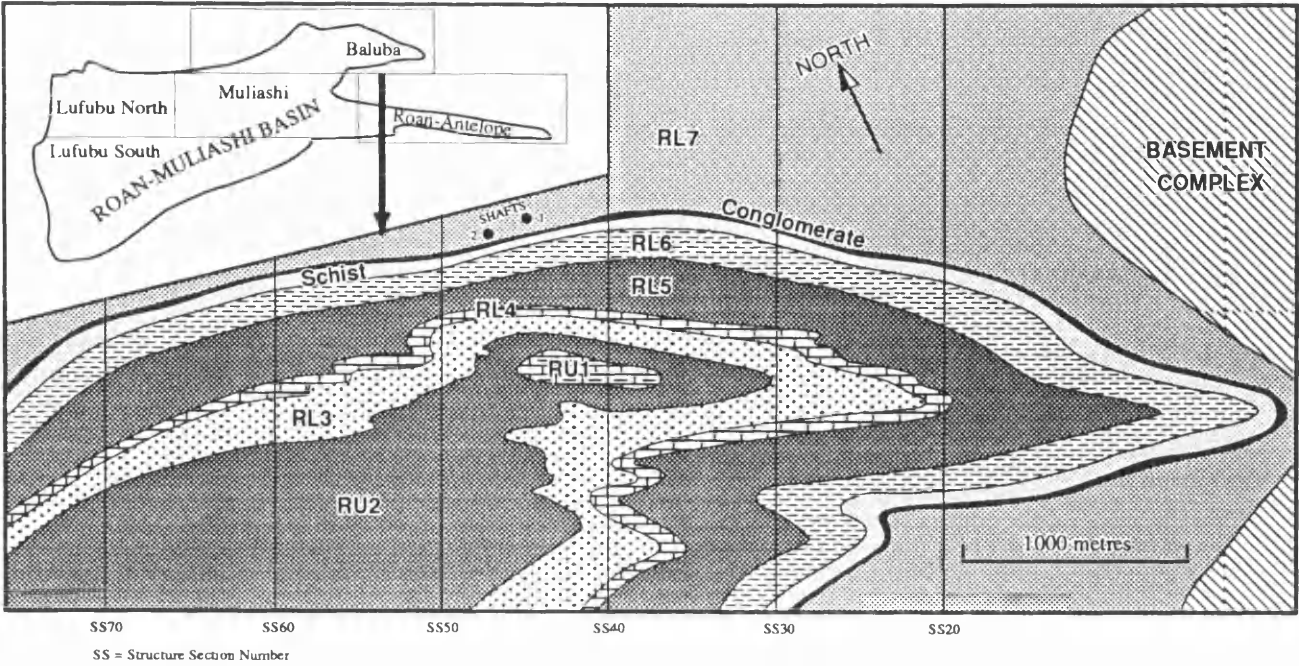 Baluba
Lufubu North
Muliashi
Roan-Antelope
Lufubu South
ROAN-MULIASHI BASIN
NORTH
RL7
BASEMENT
COMPLEX
SHAFTS
1
2
Conglomerate
RL6
Schist
RL5
RL4
RU1
RL3
RU2
1000 metres
SS70
SS60
SS50
SS40
SS30
SS20
SS = Structure Section Number